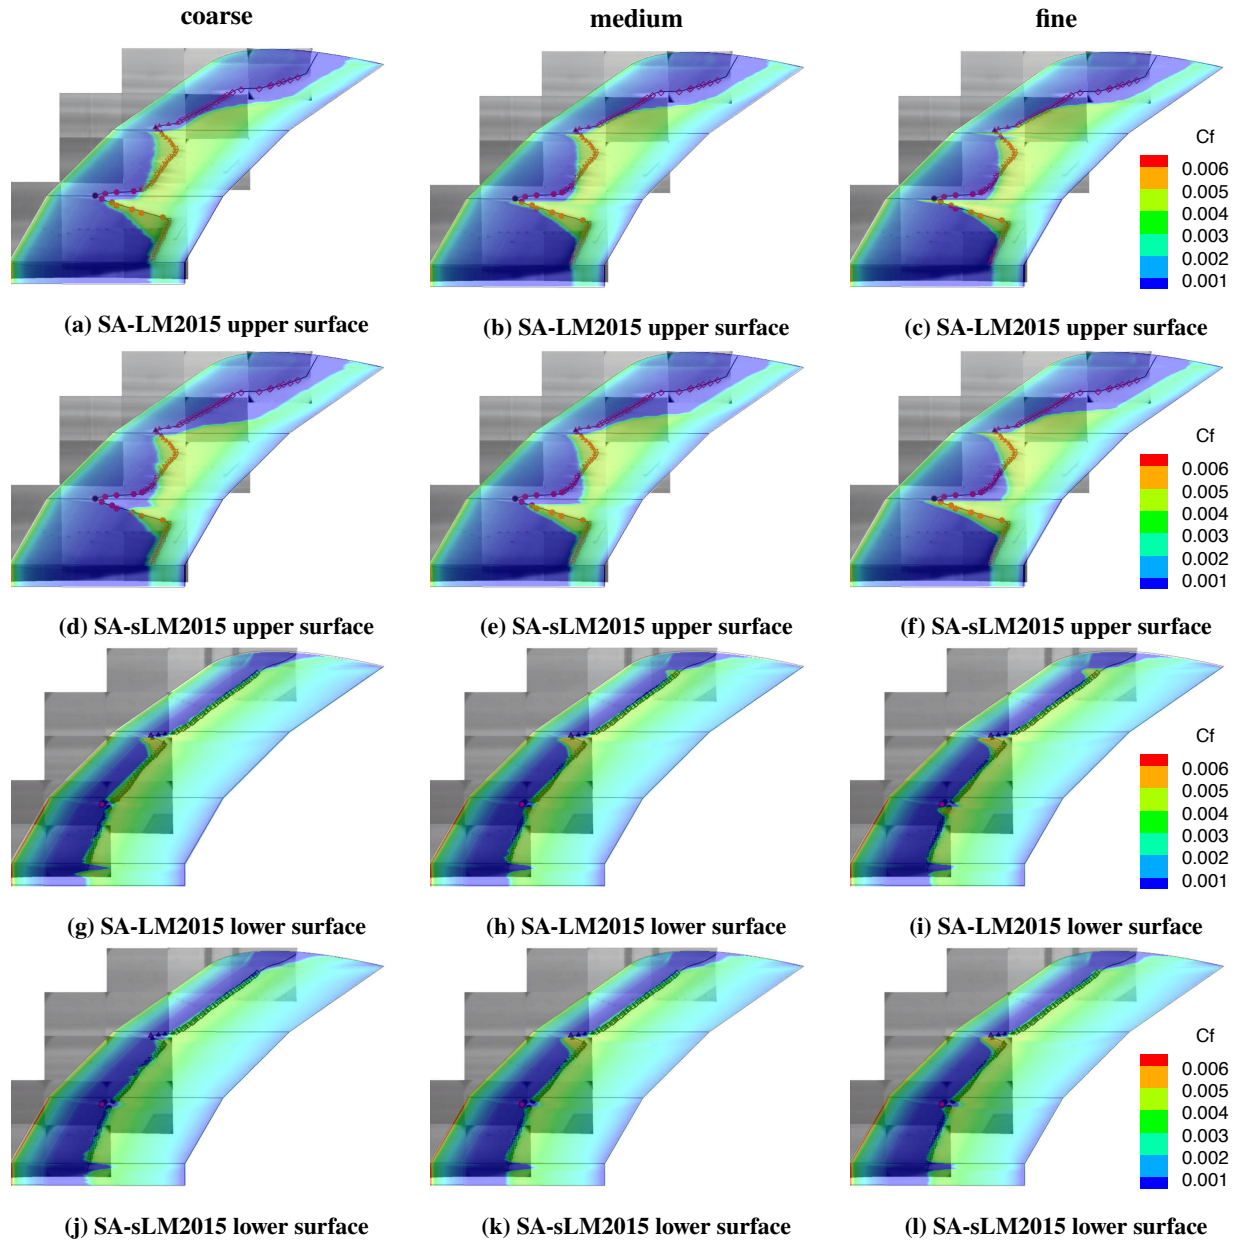 coarse
medium
fine
Cf
0.006
0.005
0.004
0.003
0.002
0.001
(a) SA-LM2015 upper surface
(b) SA-LM2015 upper surface
(c) SA-LM2015 upper surface
Cf
0.006
0.005
0.004
0.003
0.002
0.001
(d) SA-sLM2015 upper surface
(e) SA-sLM2015 upper surface
(f) SA-sLM2015 upper surface
Cf
0.006
0.005
0.004
0.003
0.002
0.001
(g) SA-LM2015 lower surface
(h) SA-LM2015 lower surface
(i) SA-LM2015 lower surface
Cf
0.006
0.005
0.004
0.003
0.002
0.001
(j) SA-sLM2015 lower surface
(k) SA-sLM2015 lower surface
(l) SA-sLM2015 lower surface